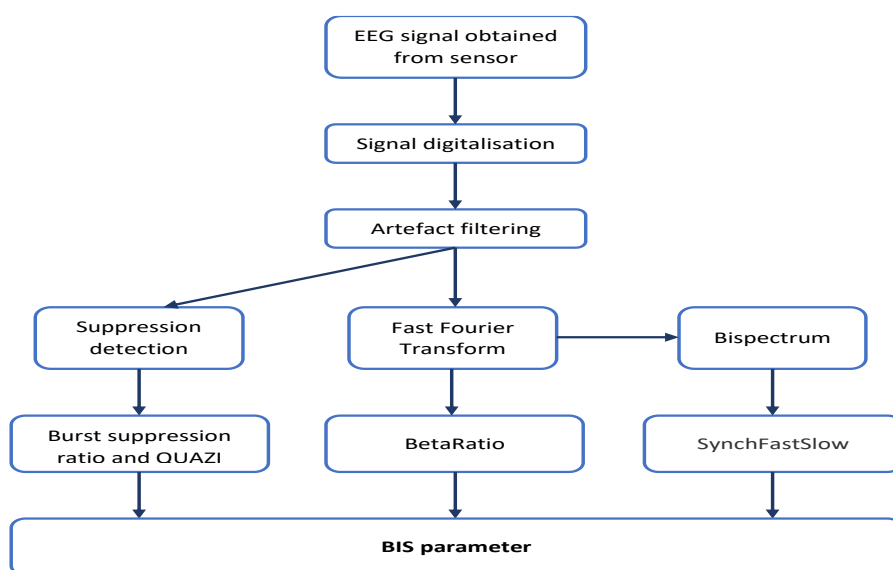 EEG signal obtained
from sensor
Signal digitalisation
Artefact filtering
Suppression
detection
Fast Fourier
Transform
Bispectrum
Burst suppression
ratio and QUAZI
BetaRatio
SynchFastSlow
BIS parameter